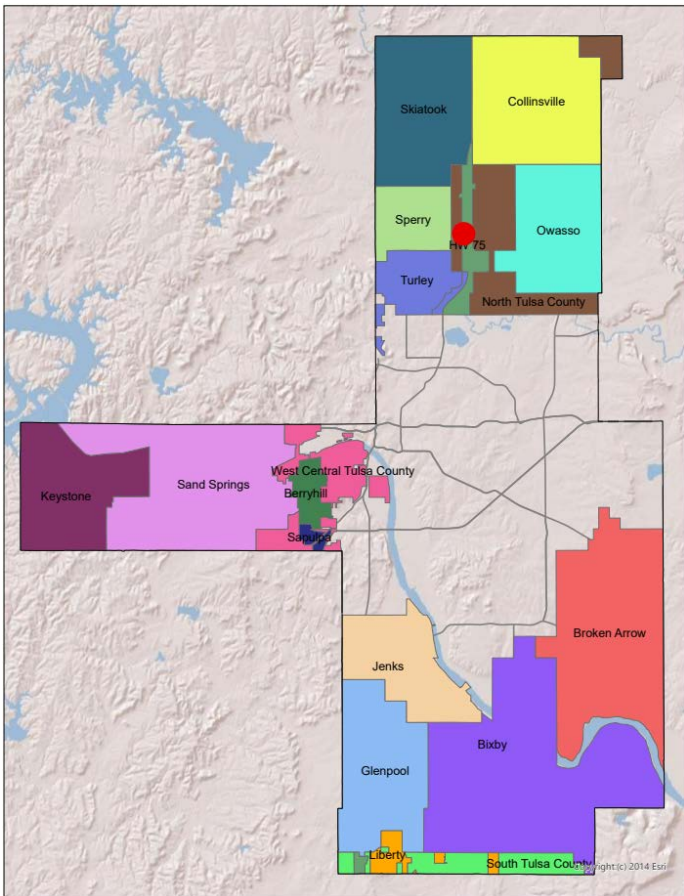 Skiatook
Collinsville
Sperry
Owasso
HW 75
Turley
North Tulsa County
West Central Tulsa County
Keystone
Sand Springs
Berryhill
Sapulpa
Broken Arrow
Jenks
Bixby
Glenpool
Liberty
South Tulsa County
Copyright:(c) 2014 Esri